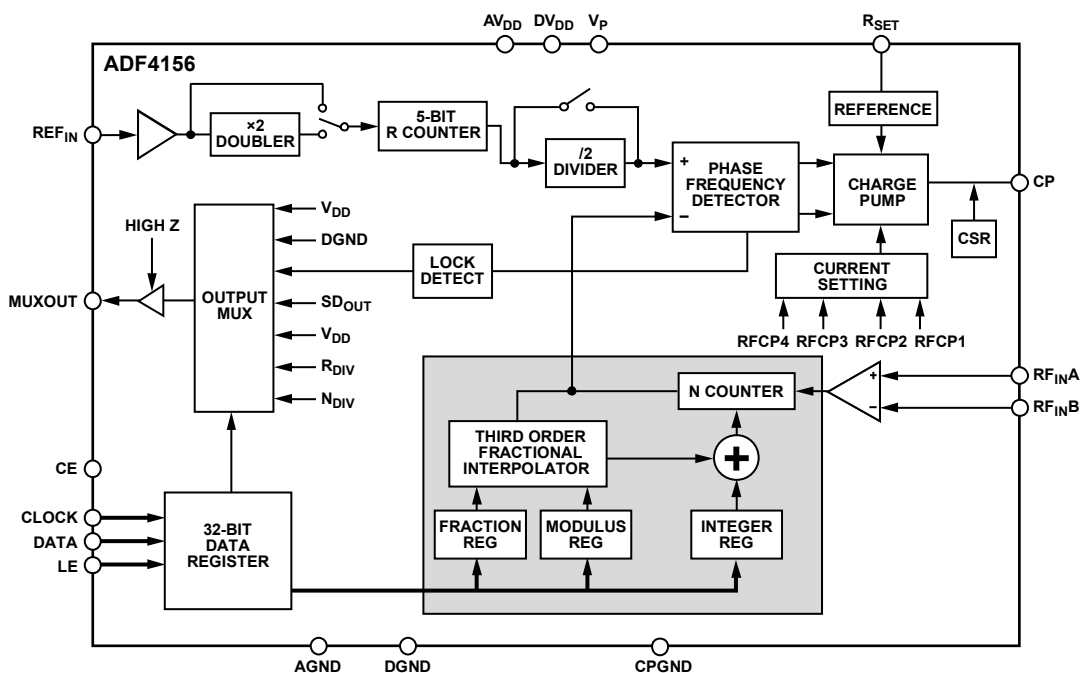 AVDD DVDD VP RSET
ADF4156
REFIN
×2
DOUBLER
5-BIT
R COUNTER
/2
DIVIDER
+
−
PHASE
FREQUENCY
DETECTOR
REFERENCE
CHARGE
PUMP
CP
CSR
HIGH Z
MUXOUT
OUTPUT
MUX
VDD
DGND
SDOUT
VDD
RDIV
NDIV
LOCK
DETECT
CURRENT
SETTING
RFCP4 RFCP3 RFCP2 RFCP1
N COUNTER
+
−
RFINA
RFINB
THIRD ORDER
FRACTIONAL
INTERPOLATOR
+
FRACTION
REG
MODULUS
REG
INTEGER
REG
CE
CLOCK
DATA
LE
32-BIT
DATA
REGISTER
AGND DGND CPGND